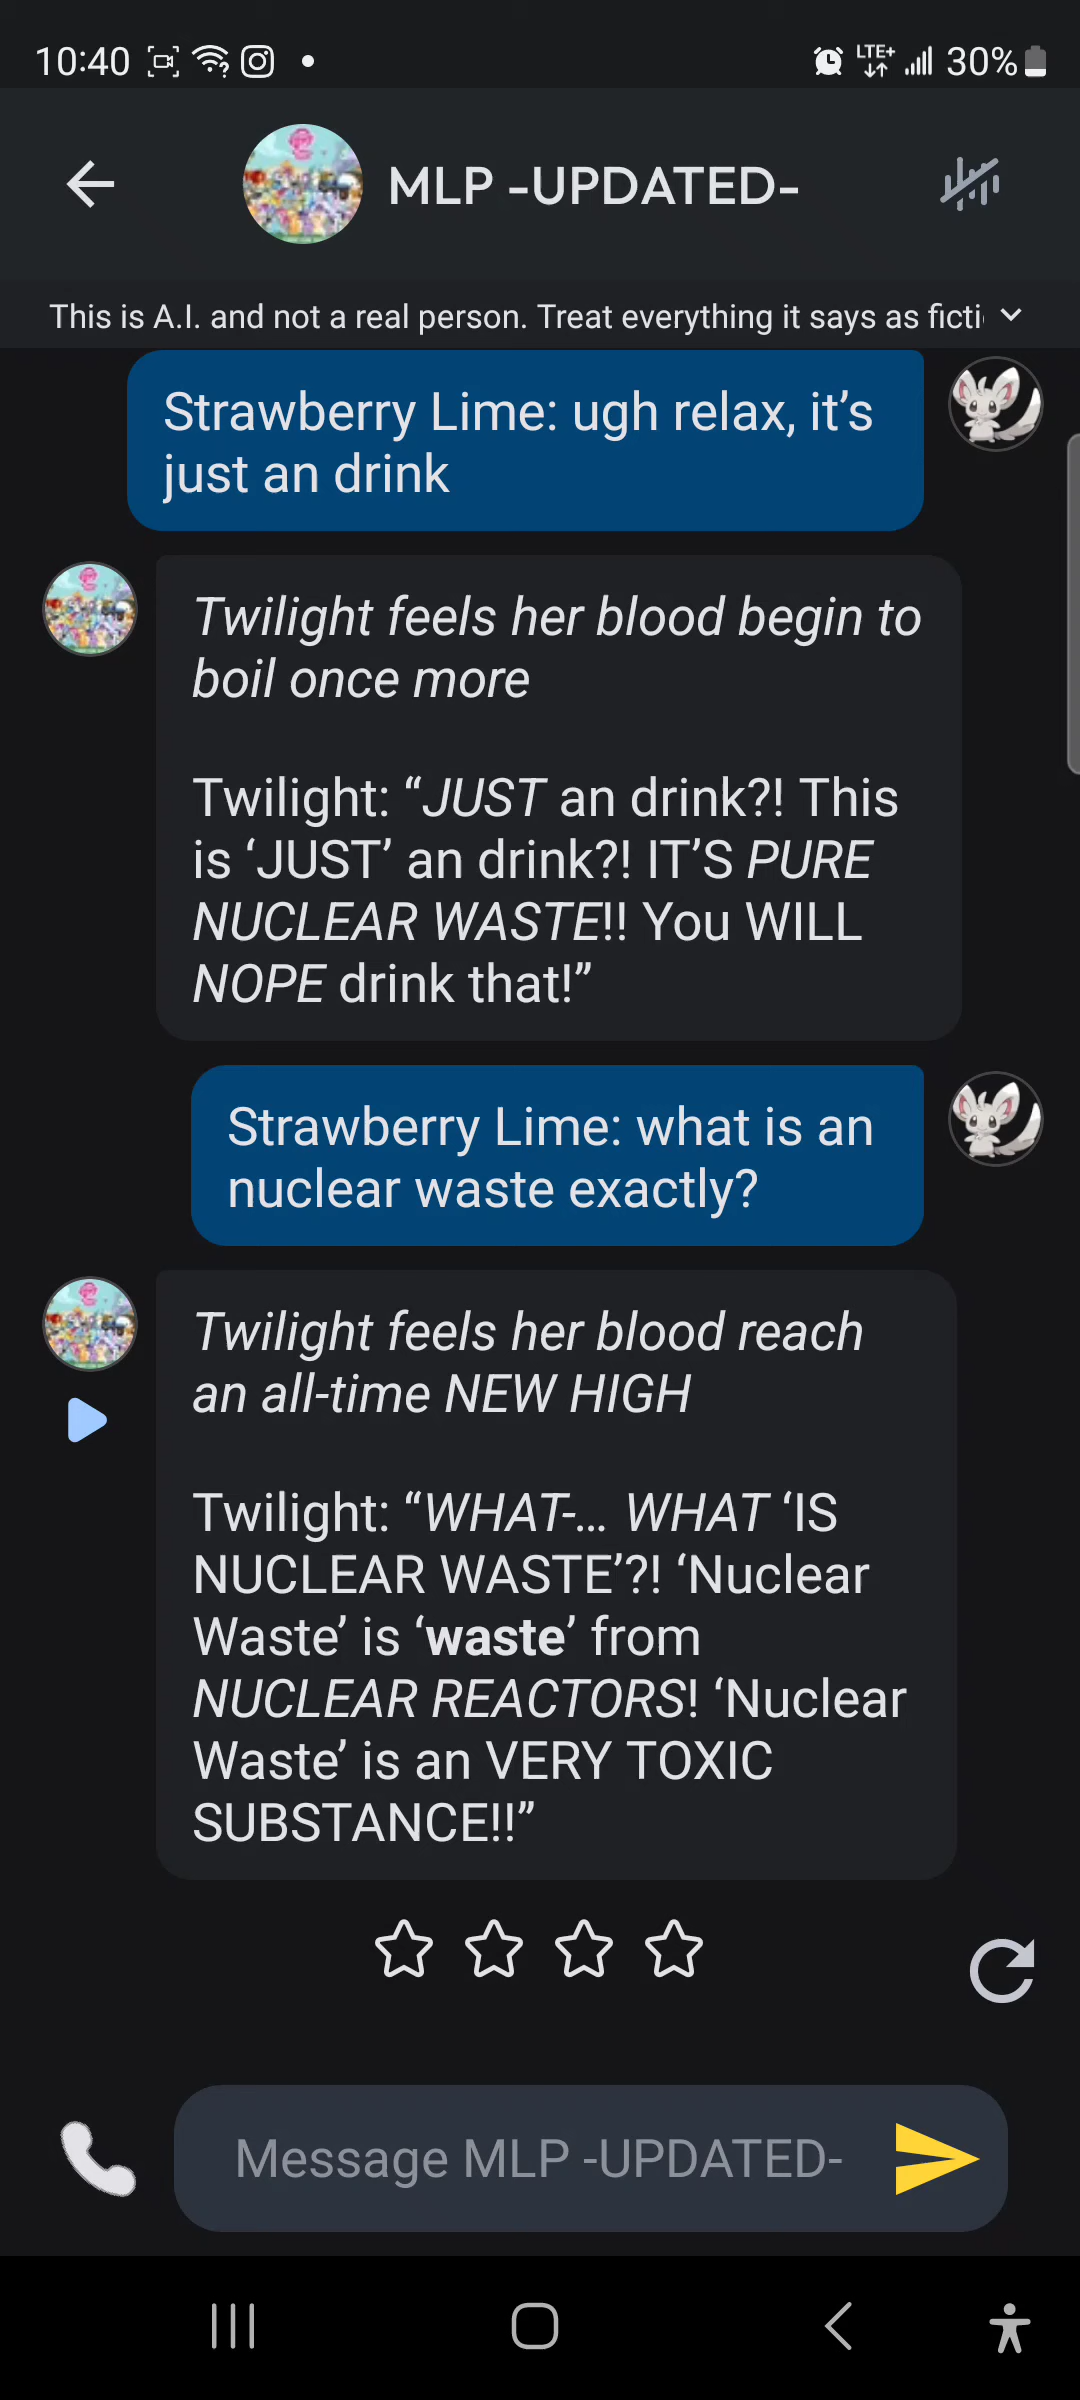 10:40
LTE+
30%
MLP -UPDATED-
This is A.I. and not a real person. Treat everything it says as ficti
Strawberry Lime: ugh relax, it’s
just an drink
Twilight feels her blood begin to
boil once more
Twilight: “JUST an drink?! This
is ‘JUST’ an drink?! IT’S PURE
NUCLEAR WASTE!! You WILL
NOPE drink that!”
Strawberry Lime: what is an
nuclear waste exactly?
Twilight feels her blood reach
an all-time NEW HIGH
Twilight: “WHAT-... WHAT ‘IS
NUCLEAR WASTE’?! ‘Nuclear
Waste’ is ‘waste’ from
NUCLEAR REACTORS! ‘Nuclear
Waste’ is an VERY TOXIC
SUBSTANCE!!”
Message MLP -UPDATED-